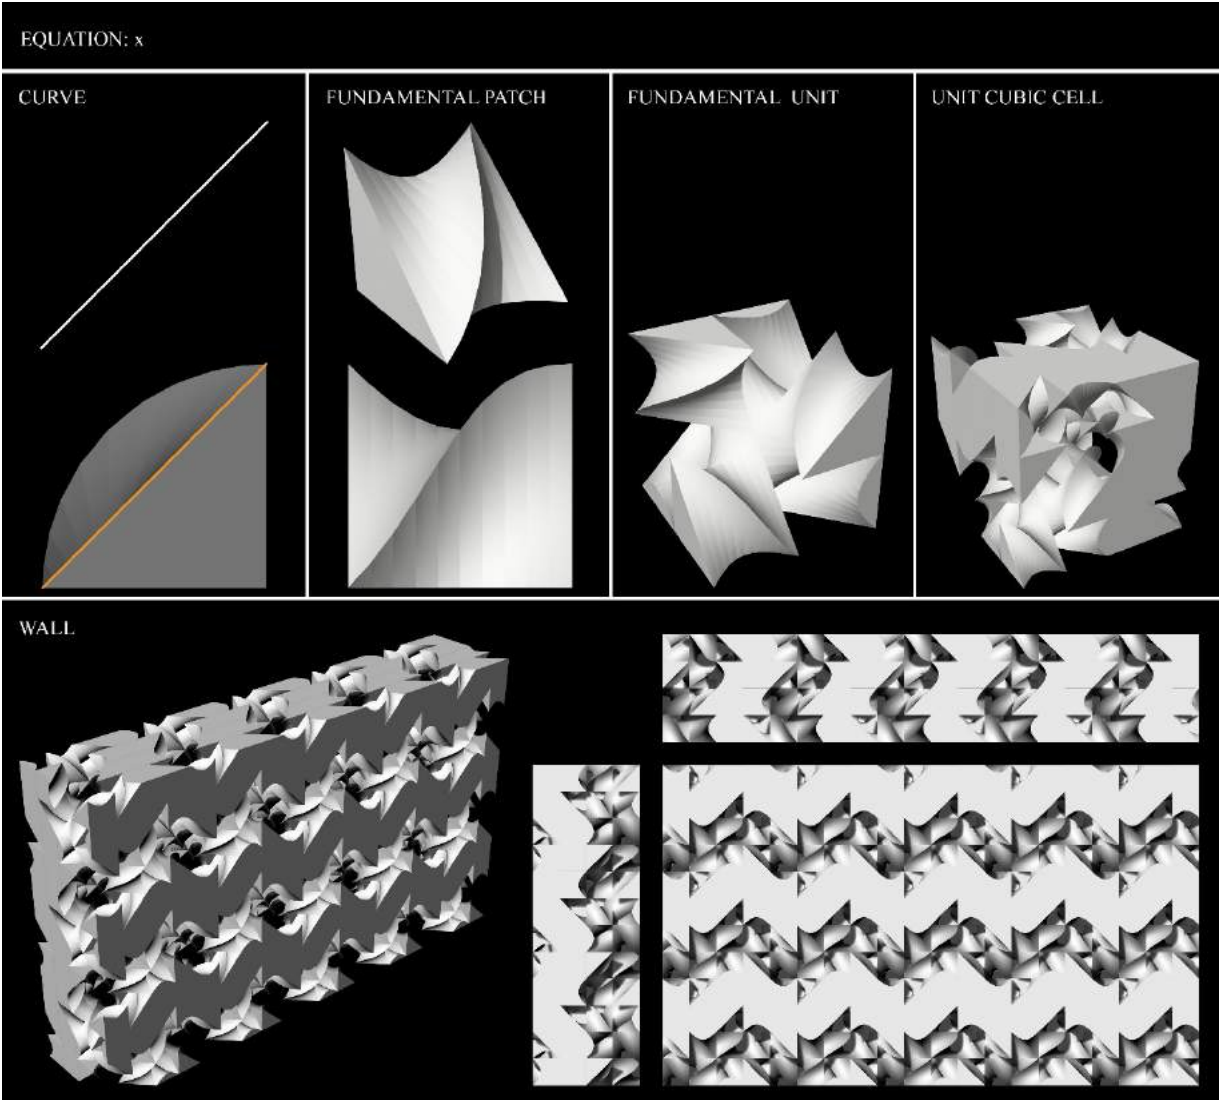 EQUATION: x
CURVE
FUNDAMENTAL PATCH
FUNDAMENTAL UNIT
UNIT CUBIC CELL
WALL